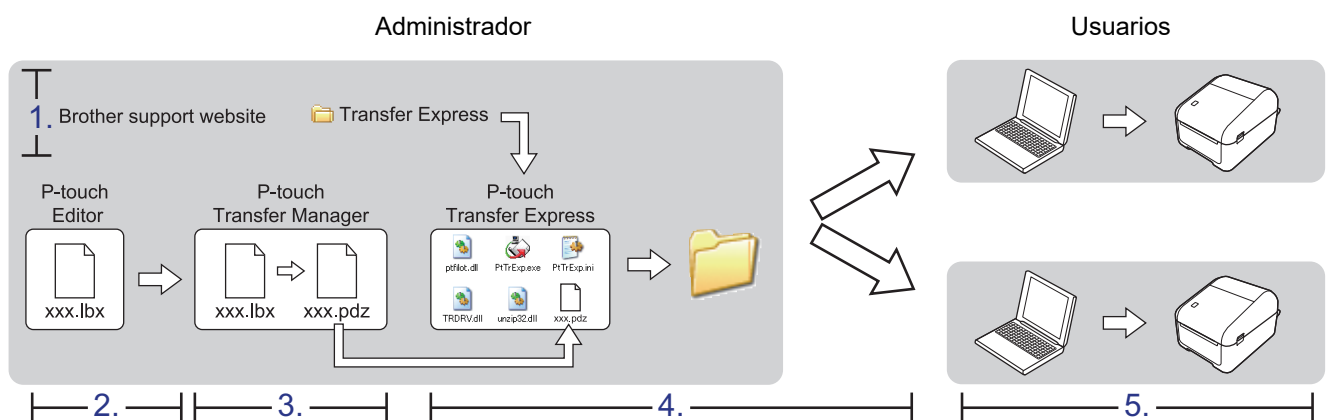 Administrador
Usuarios
1. Brother support website
Transfer Express
P-touch
Editor
xxx.lbx
P-touch
Transfer Manager
xxx.lbx xxx.pdz
P-touch
Transfer Express
ptfilot.dll PtTrExp.exe PtTrExp.ini
TRDRV.dll unzip32.dll xxx.pdz
2. 3. 4. 5.